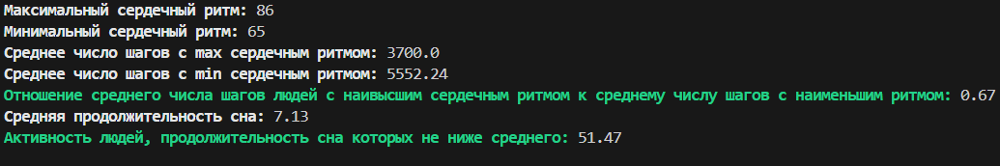 Максимальный сердечный ритм: 86
Минимальный сердечный ритм: 65
Среднее число шагов с max сердечным ритмом: 3700.0
Среднее число шагов с min сердечным ритмом: 5552.24
Отношение среднего числа шагов людей с наивысшим сердечным ритмом к среднему числу шагов с наименьшим ритмом: 0.67
Средняя продолжительность сна: 7.13
Активность людей, продолжительность сна которых не ниже среднего: 51.47